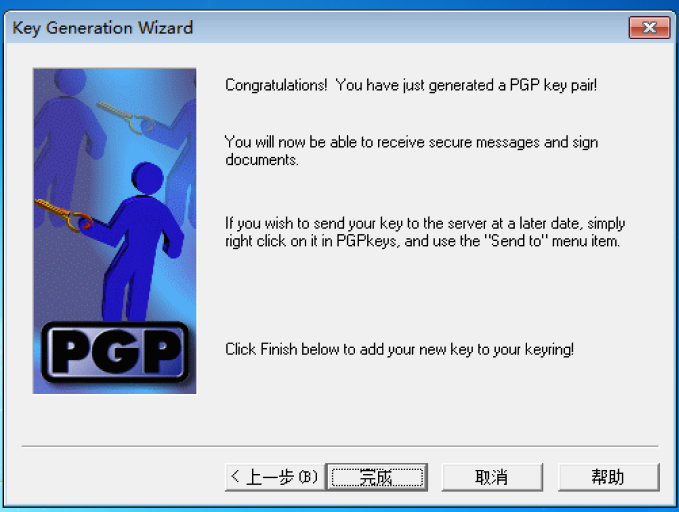 Key Generation Wizard
Congratulations!  You have just generated a PGP key pair!
You will now be able to receive secure messages and sign
documents.
If you wish to send your key to the server at a later date, simply
right click on it in PGPkeys, and use the "Send to" menu item.
PGP
Click Finish below to add your new key to your keyring!
< 上一步(B) 完成 取消 帮助